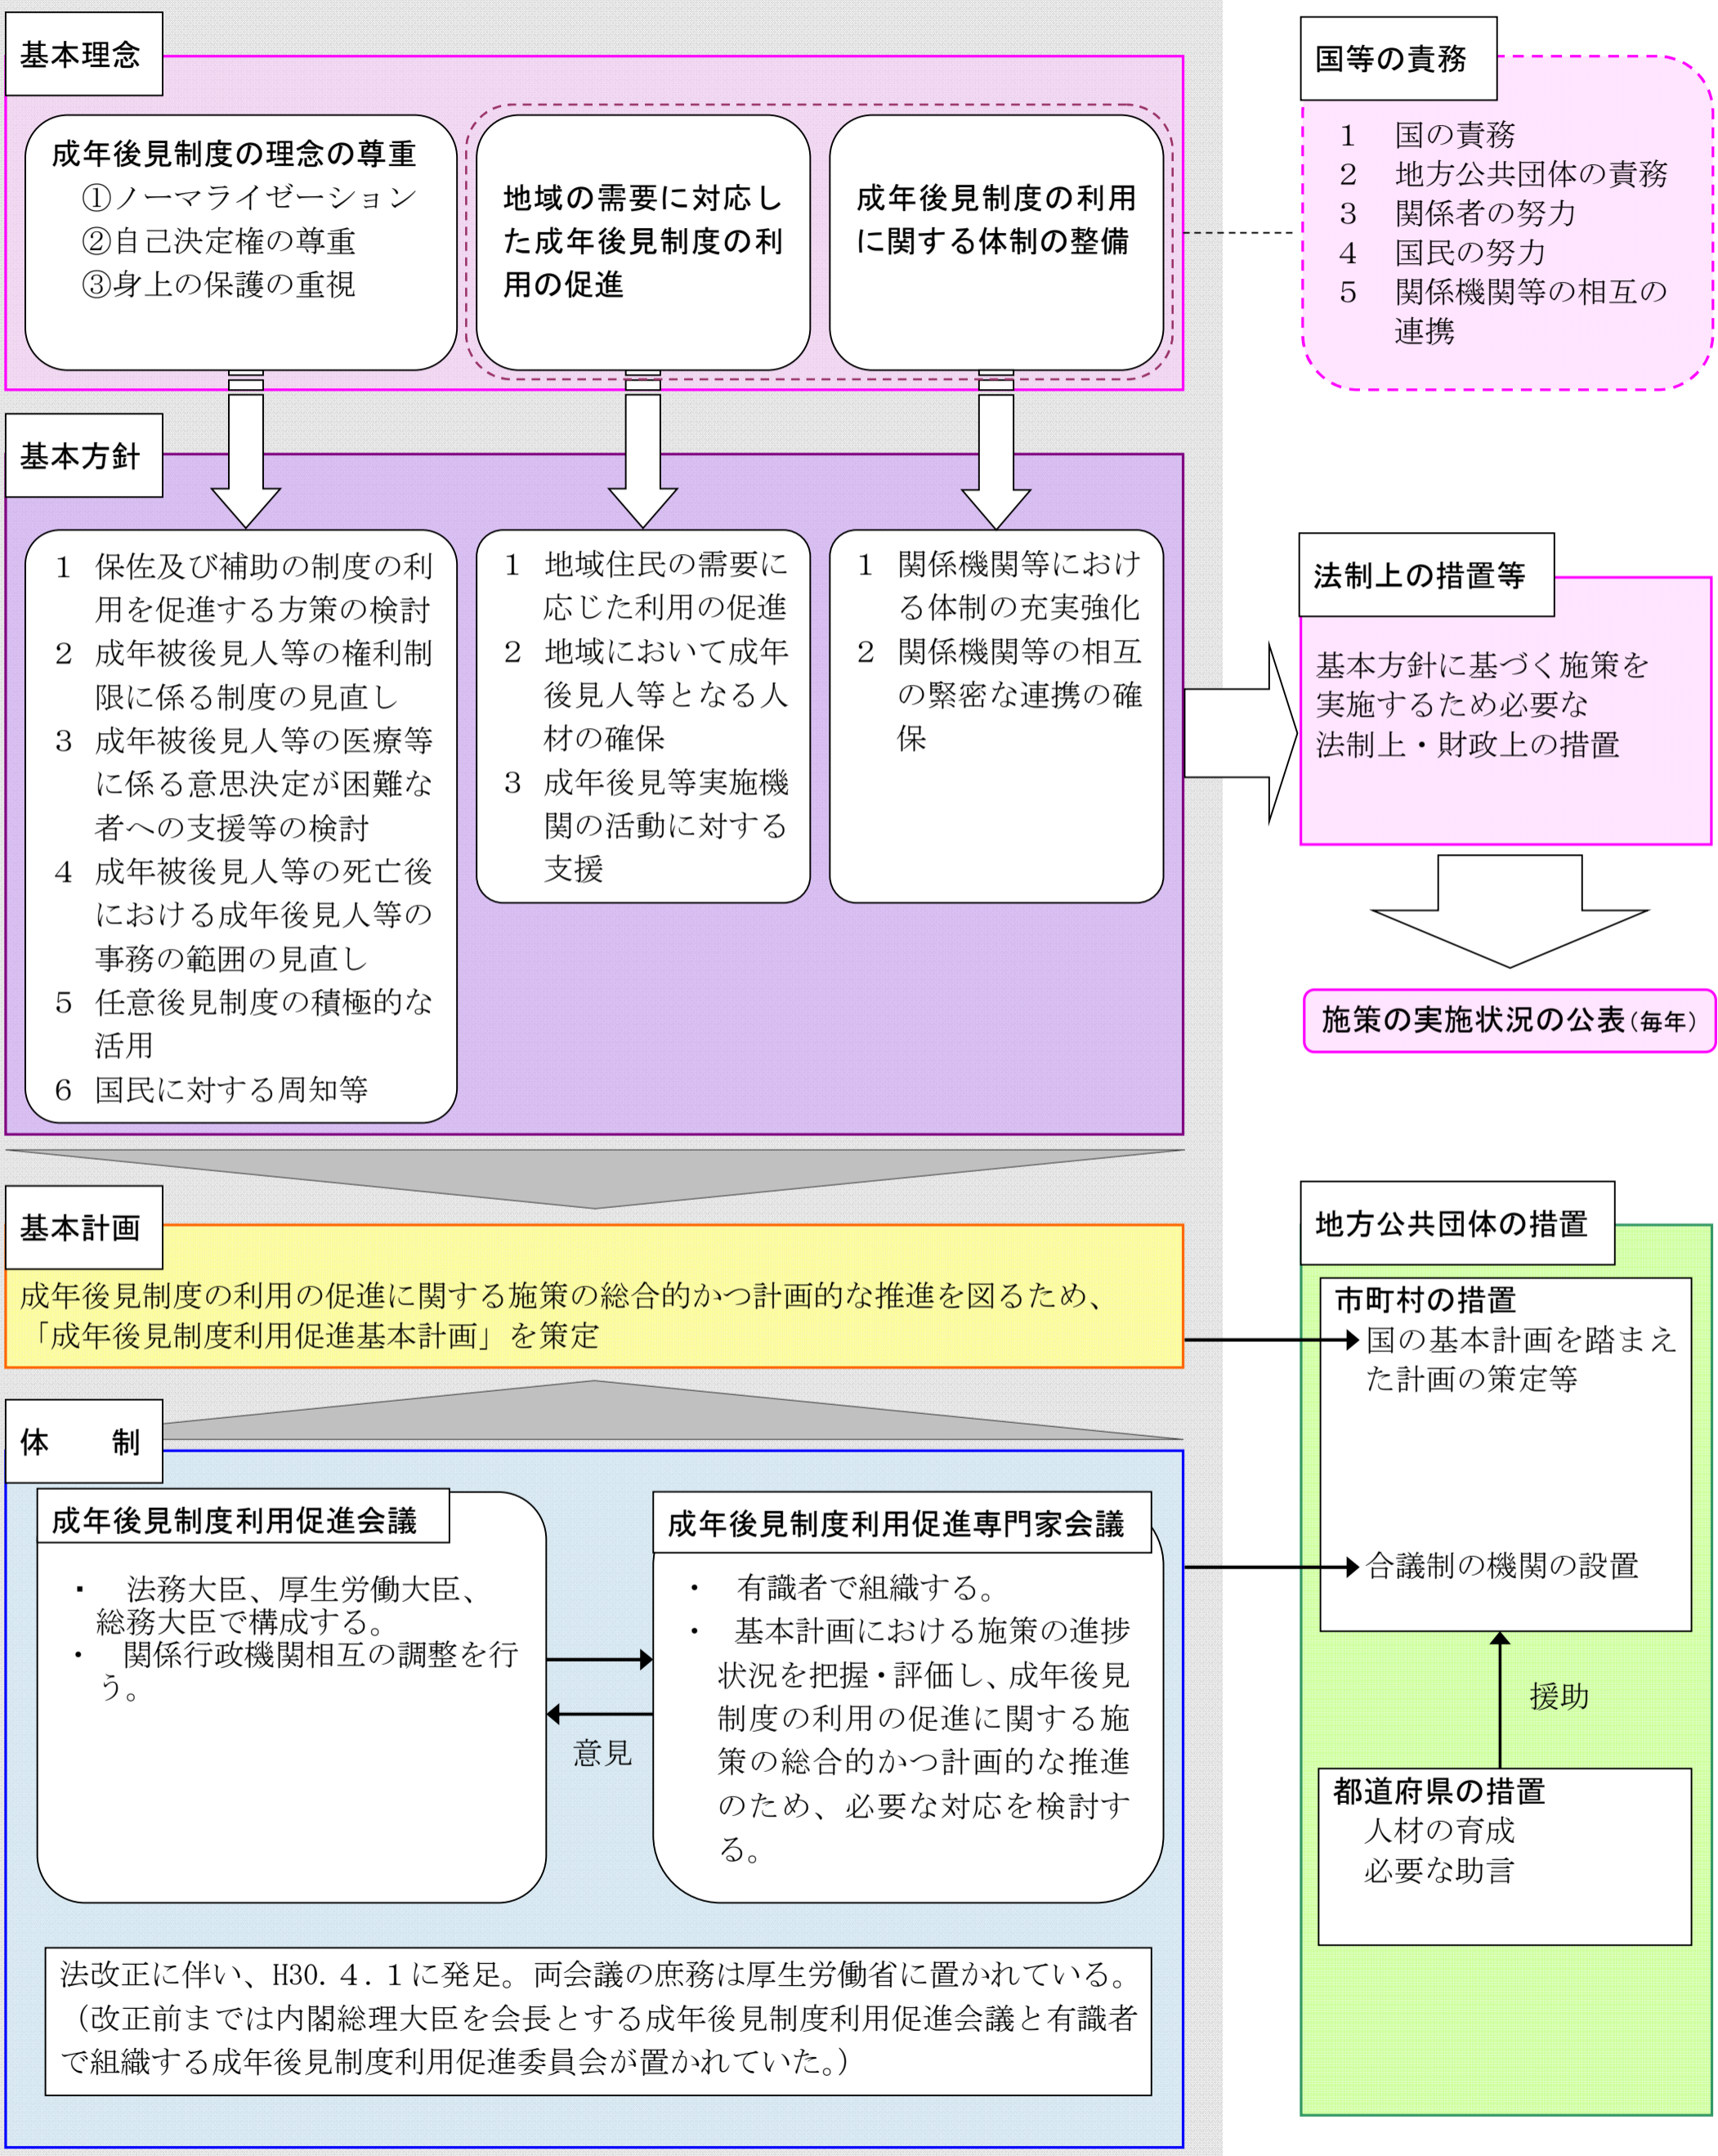 基本理念
成年後見制度の理念の尊重
①ノーマライゼーション
②自己決定権の尊重
③身上の保護の重視
地域の需要に対応し
た成年後見制度の利
用の促進
成年後見制度の利用
に関する体制の整備
国等の責務
1 国の責務
2 地方公共団体の責務
3 関係者の努力
4 国民の努力
5 関係機関等の相互の
連携
基本方針
1 保佐及び補助の制度の利
用を促進する方策の検討
2 成年被後見人等の権利制
限に係る制度の見直し
3 成年被後見人等の医療等
に係る意思決定が困難な
者への支援等の検討
4 成年被後見人等の死亡後
における成年後見人等の
事務の範囲の見直し
5 任意後見制度の積極的な
活用
6 国民に対する周知等
1 地域住民の需要に
応じた利用の促進
2 地域において成年
後見人等となる人
材の確保
3 成年後見等実施機
関の活動に対する
支援
1 関係機関等におけ
る体制の充実強化
2 関係機関等の相互
の緊密な連携の確
保
法制上の措置等
基本方針に基づく施策を
実施するため必要な
法制上・財政上の措置
施策の実施状況の公表(毎年)
基本計画
成年後見制度の利用の促進に関する施策の総合的かつ計画的な推進を図るため、
「成年後見制度利用促進基本計画」を策定
体 制
成年後見制度利用促進会議
・ 法務大臣、厚生労働大臣、
総務大臣で構成する。
・ 関係行政機関相互の調整を行
う。
意見
成年後見制度利用促進専門家会議
・ 有識者で組織する。
・ 基本計画における施策の進捗
状況を把握・評価し、成年後見
制度の利用の促進に関する施
策の総合的かつ計画的な推進
のため、必要な対応を検討す
る。
法改正に伴い、H30.4.1に発足。両会議の庶務は厚生労働省に置かれている。
(改正前までは内閣総理大臣を会長とする成年後見制度利用促進会議と有識者
で組織する成年後見制度利用促進委員会が置かれていた。)
地方公共団体の措置
市町村の措置
国の基本計画を踏まえ
た計画の策定等
合議制の機関の設置
援助
都道府県の措置
人材の育成
必要な助言